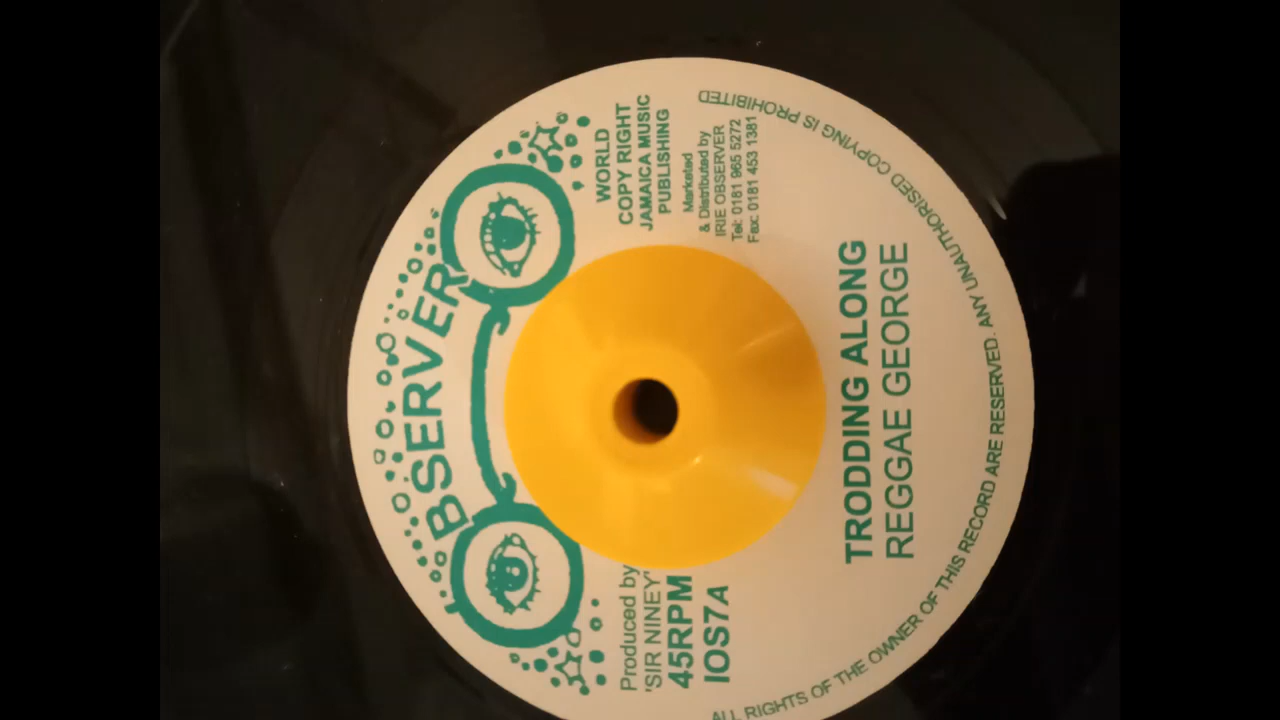 OBSERVER
Produced by
'SIR NINEY'
45RPM
IOS7A
WORLD
COPY RIGHT
JAMAICA MUSIC
PUBLISHING
Marketed
& Distributed by
IRIE OBSERVER
Tel: 0181 965 5272
Fax: 0181 453 1381
TRODDING ALONG
REGGAE GEORGE
ALL RIGHTS OF THE OWNER OF THIS RECORD ARE RESERVED. ANY UNAUTHORISED COPYING IS PROHIBITED